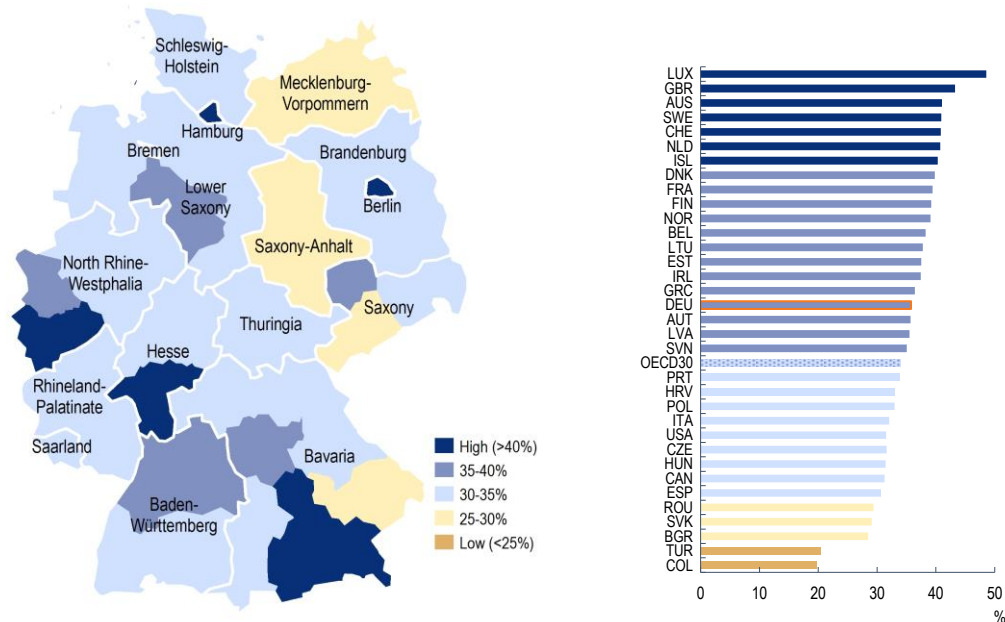 Schleswig-
Holstein
Mecklenburg-
Vorpommern
Hamburg
Bremen
Brandenburg
Lower
Saxony
Berlin
Saxony-Anhalt
North Rhine-
Westphalia
Saxony
Thuringia
Hesse
Rhineland-
Palatinate
Saarland
Bavaria
Baden-
Württemberg
High (>40%)
35-40%
30-35%
25-30%
Low (<25%)
LUX
GBR
AUS
SWE
CHE
NLD
ISL
DNK
FRA
FIN
NOR
BEL
LTU
EST
IRL
GRC
DEU
AUT
LVA
SVN
OECD30
PRT
HRV
POL
ITA
USA
CZE
HUN
CAN
ESP
ROU
SVK
BGR
TUR
COL
0 10 20 30 40 50
%